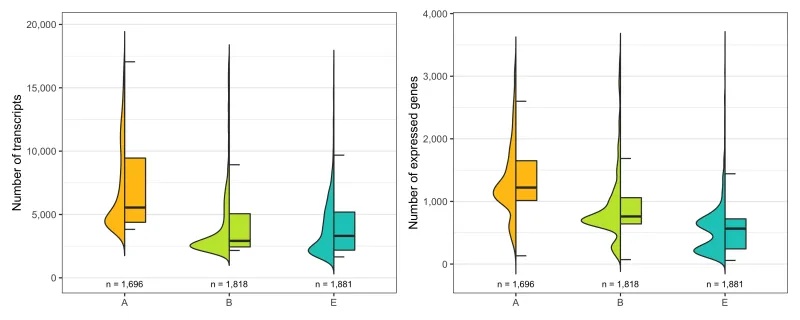 Number of transcripts
20,000
15,000
10,000
5,000
0
n = 1,696
n = 1,818
n = 1,881
A
B
E
Number of expressed genes
4,000
3,000
2,000
1,000
0
n = 1,696
n = 1,818
n = 1,881
A
B
E